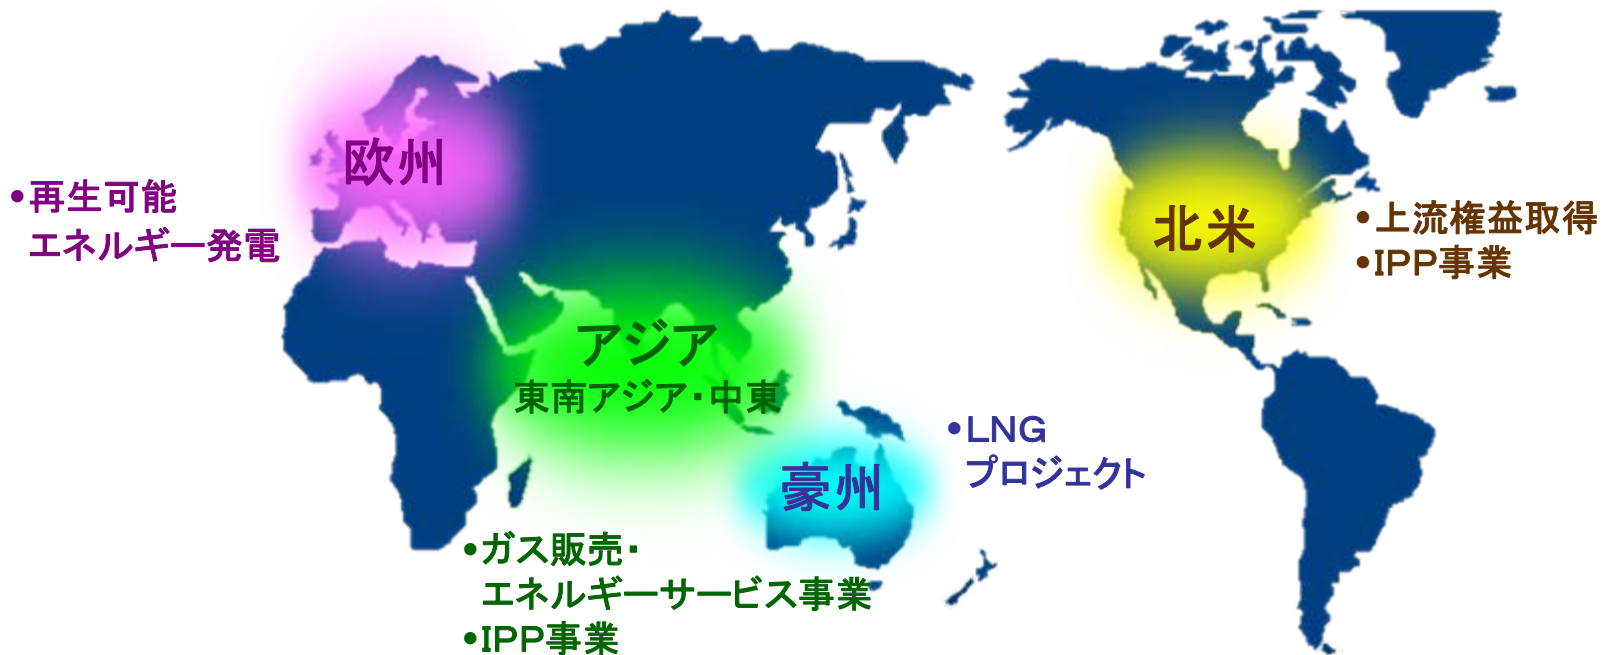 欧州
•再生可能
エネルギー発電
アジア
東南アジア・中東
•ガス販売・
エネルギーサービス事業
•IPP事業
豪州
•LNG
プロジェクト
北米
•上流権益取得
•IPP事業